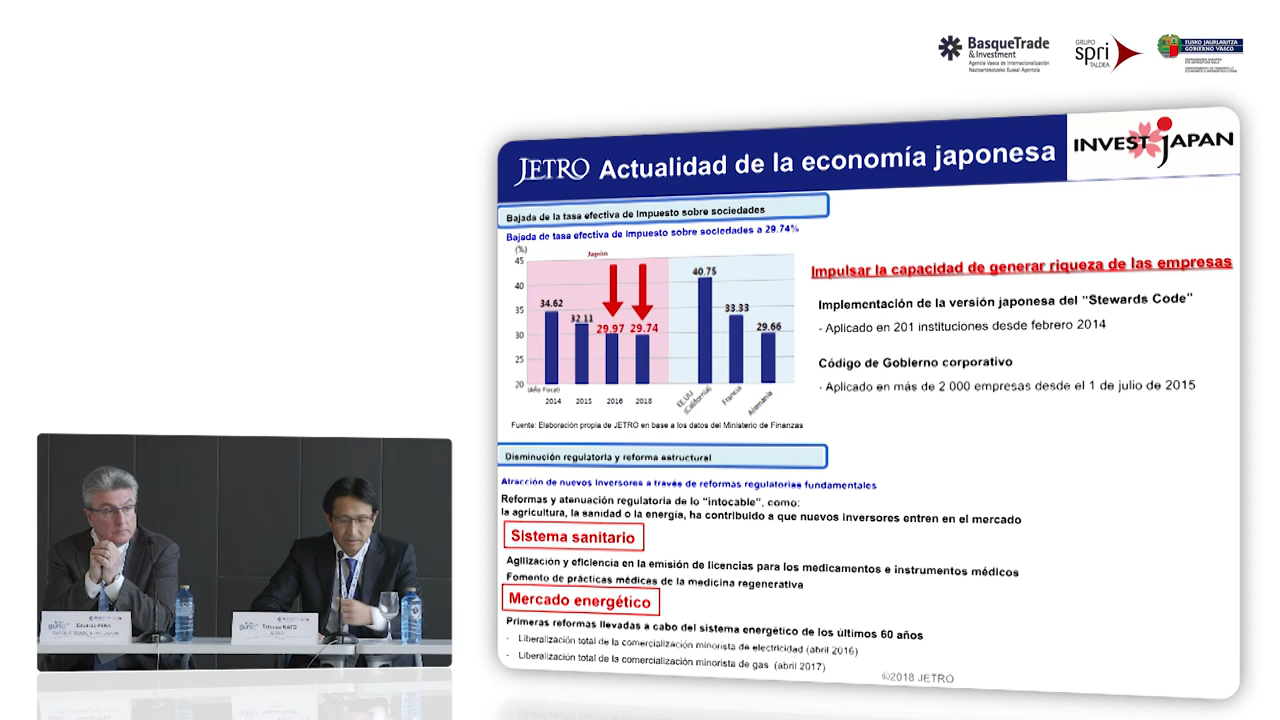 BasqueTrade
& Investment
Agencia Vasca de Internacionalización
Nazioartekotzeko Euskal Agentzia
GRUPO
spri
TALDEA
EUSKO JAURLARITZA
GOBIERNO VASCO
JETRO Actualidad de la economía japonesa
INVEST JAPAN
Bajada de la tasa efectiva de Impuesto sobre sociedades
Bajada de tasa efectiva de Impuesto sobre sociedades a 29.74%
(%)
Japón
45
40
35
30
25
20
34.62
32.11
29.97
29.74
40.75
33.33
29.66
(Año Fiscal)
2014
2015
2016
2018
EE.UU
(California)
Francia
Alemania
Fuente: Elaboración propia de JETRO en base a los datos del Ministerio de Finanzas
Impulsar la capacidad de generar riqueza de las empresas
Implementación de la versión japonesa del "Stewards Code"
- Aplicado en 201 instituciones desde febrero 2014
Código de Gobierno corporativo
- Aplicado en más de 2 000 empresas desde el 1 de julio de 2015
Disminución regulatoria y reforma estructural
Atracción de nuevos inversores a través de reformas regulatorias fundamentales
Reformas y atenuación regulatoria de lo "intocable", como:
la agricultura, la sanidad o la energía, ha contribuido a que nuevos inversores entren en el mercado
Sistema sanitario
Agilización y eficiencia en la emisión de licencias para los medicamentos e instrumentos médicos
Fomento de prácticas médicas de la medicina regenerativa
Mercado energético
Primeras reformas llevadas a cabo del sistema energético de los últimos 60 años
- Liberalización total de la comercialización minorista de electricidad (abril 2016)
- Liberalización total de la comercialización minorista de gas (abril 2017)
©2018 JETRO